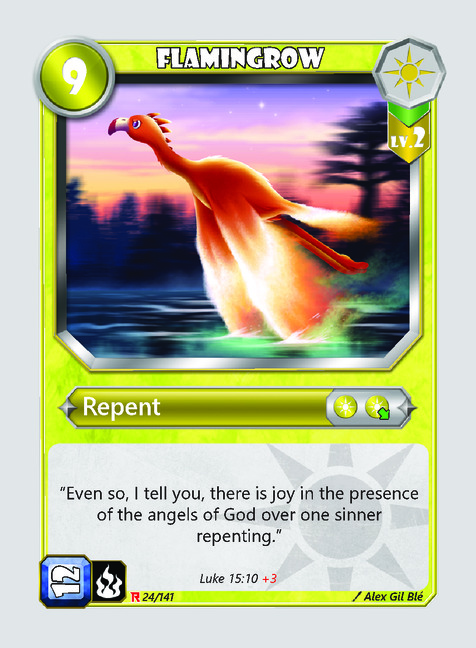 FLAMINGROW
9
LV.2
Repent
“Even so, I tell you, there is joy in the presence
of the angels of God over one sinner
repenting.”
Luke 15:10 +3
12
R 24/141
Alex Gil Blé